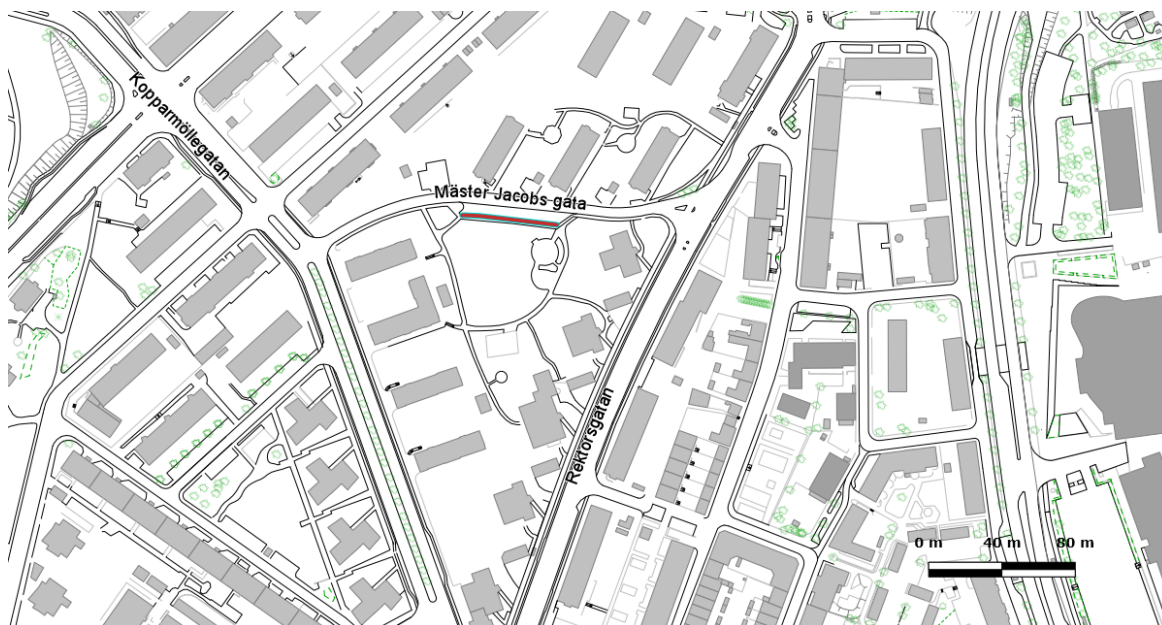 Kopparmöllegatan
Mäster Jacobs gata
Rektorsgatan
0 m 40 m 80 m